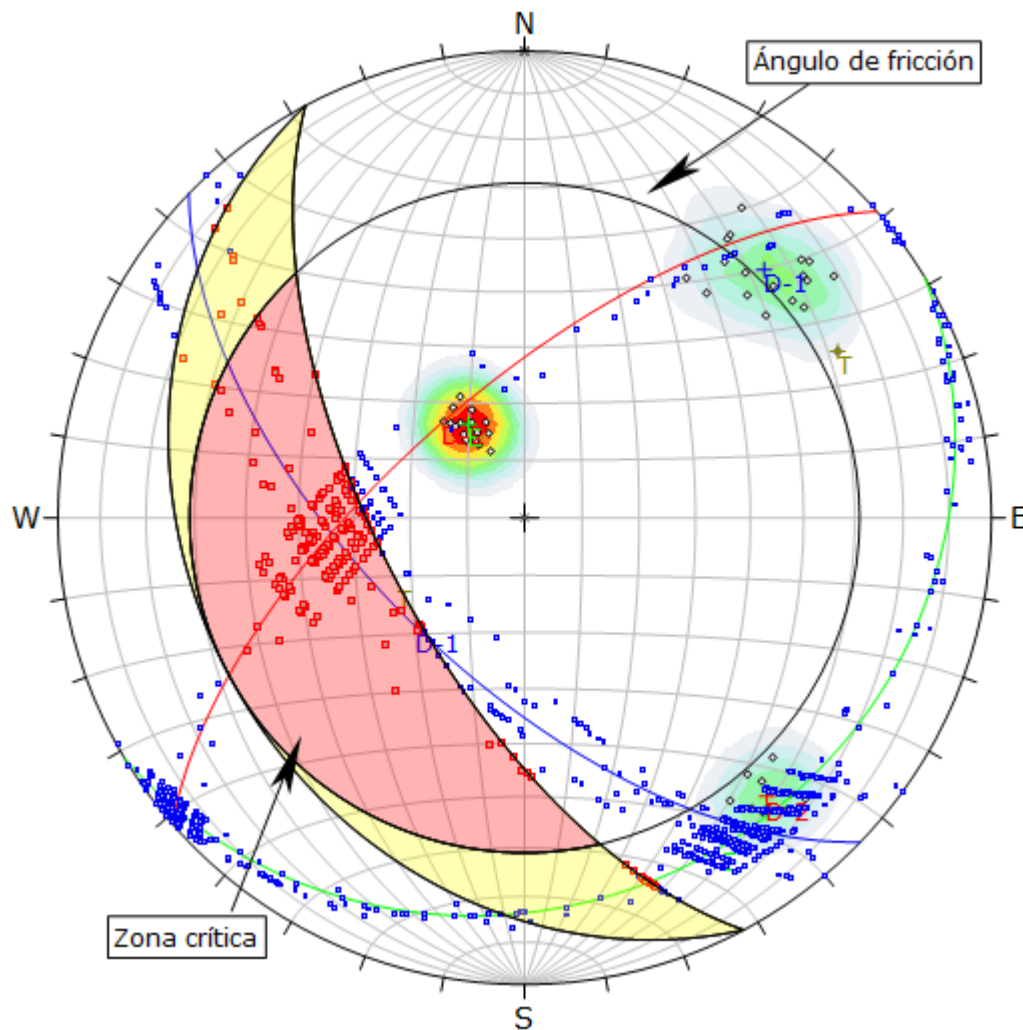 N
Ángulo de fricción
D-1
T
W
E
D-1
D-2
Zona crítica
S